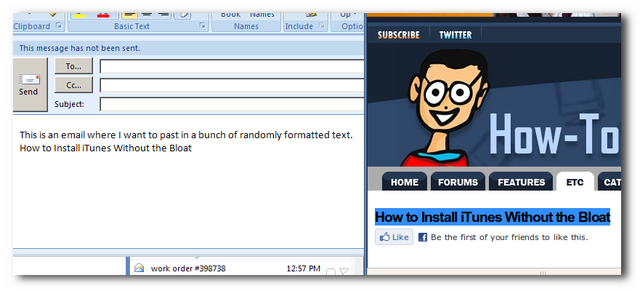 Clipboard
Basic Text
Book Names
Names
Include
Up
Optio
This message has not been sent.
Send
To...
Cc...
Subject:
This is an email where I want to past in a bunch of randomly formatted text.
How to Install iTunes Without the Bloat
work order #398738 12:57 PM
SUBSCRIBE TWITTER
How-To
HOME FORUMS FEATURES ETC CAT
How to Install iTunes Without the Bloat
Like Be the first of your friends to like this.